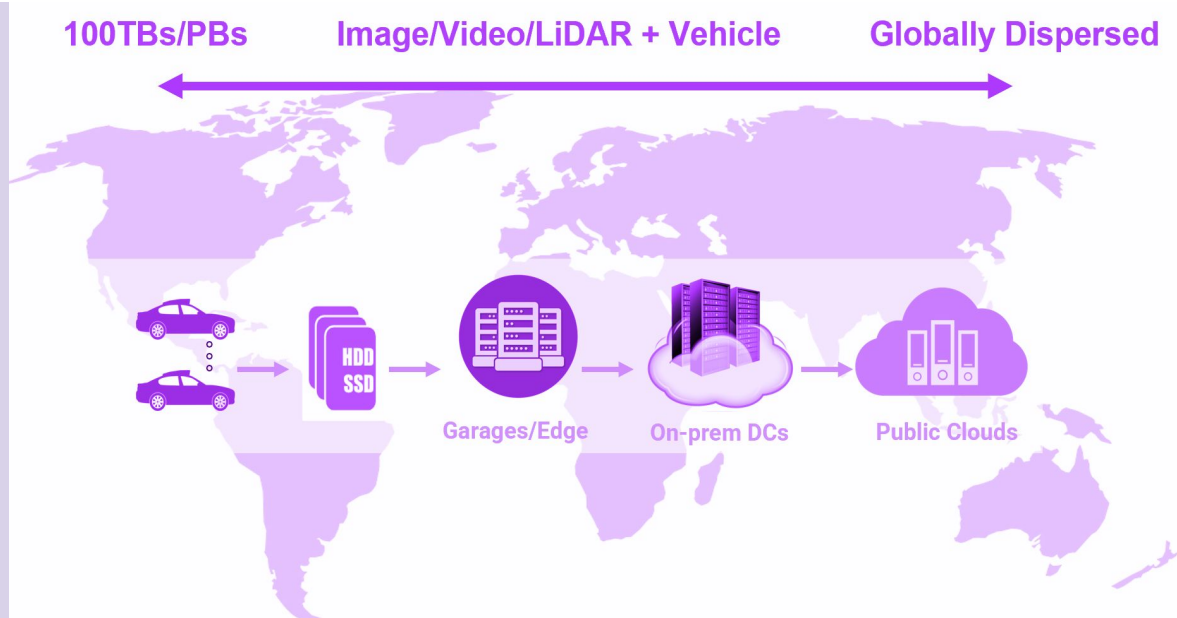 100TBs/PBs
Image/Video/LiDAR + Vehicle
Globally Dispersed
HDD
SSD
Garages/Edge
On-prem DCs
Public Clouds